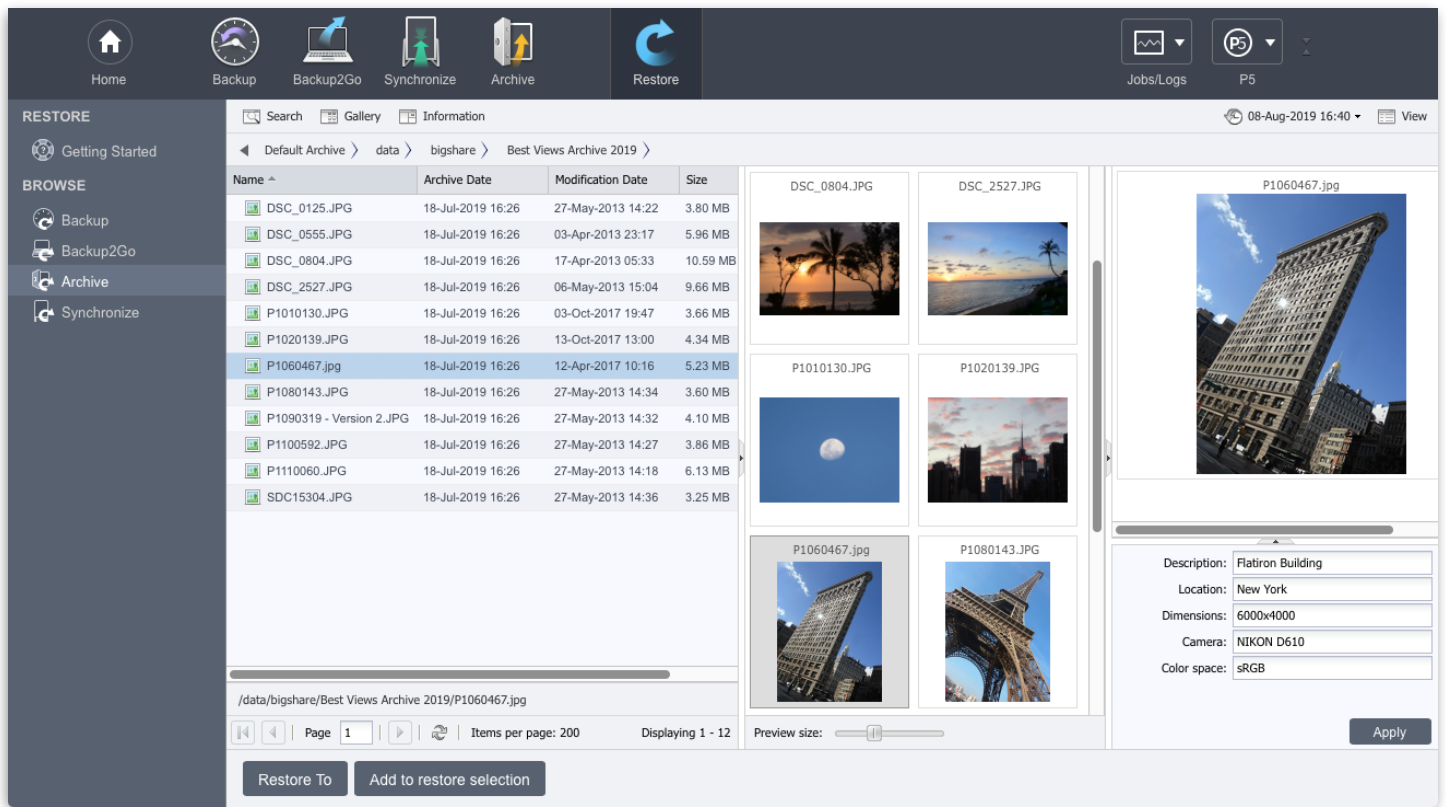 Home
Backup
Backup2Go
Synchronize
Archive
Restore
Jobs/Logs
P5
P5
RESTORE
Getting Started
BROWSE
Backup
Backup2Go
Archive
Synchronize
Search Gallery Information
08-Aug-2019 16:40 View
Default Archive data bigshare Best Views Archive 2019
Name Archive Date Modification Date Size
DSC_0125.JPG 18-Jul-2019 16:26 27-May-2013 14:22 3.80 MB
DSC_0555.JPG 18-Jul-2019 16:26 03-Apr-2013 23:17 5.96 MB
DSC_0804.JPG 18-Jul-2019 16:26 17-Apr-2013 05:33 10.59 MB
DSC_2527.JPG 18-Jul-2019 16:26 06-May-2013 15:04 9.66 MB
P1010130.JPG 18-Jul-2019 16:26 03-Oct-2017 19:47 3.66 MB
P1020139.JPG 18-Jul-2019 16:26 13-Oct-2017 13:00 4.34 MB
P1060467.jpg 18-Jul-2019 16:26 12-Apr-2017 10:16 5.23 MB
P1080143.JPG 18-Jul-2019 16:26 27-May-2013 14:34 3.60 MB
P1090319 - Version 2.JPG 18-Jul-2019 16:26 27-May-2013 14:32 4.10 MB
P1100592.JPG 18-Jul-2019 16:26 27-May-2013 14:27 3.86 MB
P1110060.JPG 18-Jul-2019 16:26 27-May-2013 14:18 6.13 MB
SDC15304.JPG 18-Jul-2019 16:26 27-May-2013 14:36 3.25 MB
/data/bigshare/Best Views Archive 2019/P1060467.jpg
Page 1 Items per page: 200 Displaying 1 - 12
DSC_0804.JPG DSC_2527.JPG
P1010130.JPG P1020139.JPG
P1060467.jpg P1080143.JPG
Preview size:
P1060467.jpg
Description: Flatiron Building
Location: New York
Dimensions: 6000x4000
Camera: NIKON D610
Color space: sRGB
Apply
Restore To Add to restore selection